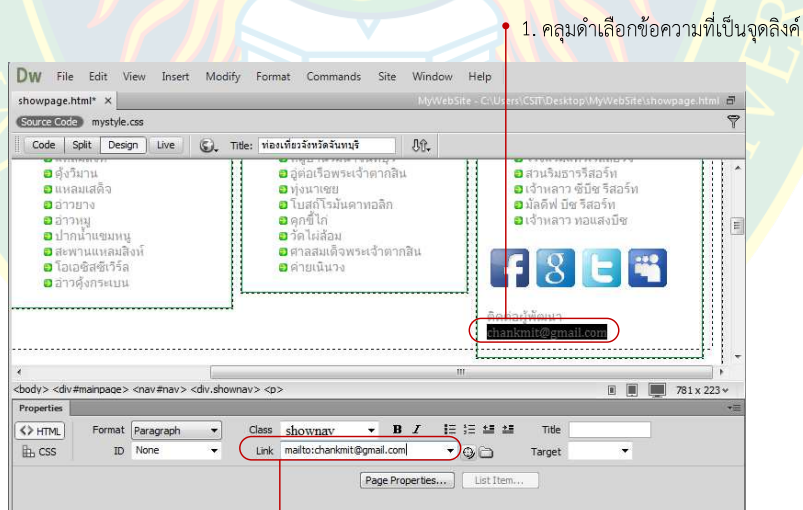 1. คลุมดำเลือกข้อความที่เป็นจุดลิงค์
Dw File Edit View Insert Modify Format Commands Site Window Help
showpage.html* × MyWebSite - C:\Users\CSIT\Desktop\MyWebSite\showpage.html
Source Code mystyle.css
Code Split Design Live Title: ท่องเที่ยวจังหวัดจันทบุรี
คุ้งวิมาน
แหลมเสด็จ
อ่าวยาง
อ่าวหมู
ปากน้ำแขมหนู
สะพานแหลมสิงห์
โอเอซิสซีเวิร์ล
อ่าวคุ้งกระเบน
อู่ต่อเรือพระเจ้าตากสิน
ทุ่งนาเชย
โบสถ์โรมันคาทอลิก
ตุกขี้ไก่
วัดไผ่ล้อม
ศาลสมเด็จพระเจ้าตากสิน
ค่ายเนินวง
สวนริมธารรีสอร์ท
เจ้าหลาว ซีบีช รีสอร์ท
มัลดีฟ บีช รีสอร์ท
เจ้าหลาว ทอแสงบีช
ติดต่อผู้พัฒนา
chankmit@gmail.com
<body> <div#mainpage> <nav#nav> <div.shownav> <p> 781 x 223
Properties
<> HTML Format Paragraph Class shownav B I Title
CSS ID None Link mailto:chankmit@gmail.com Target
Page Properties... List Item...